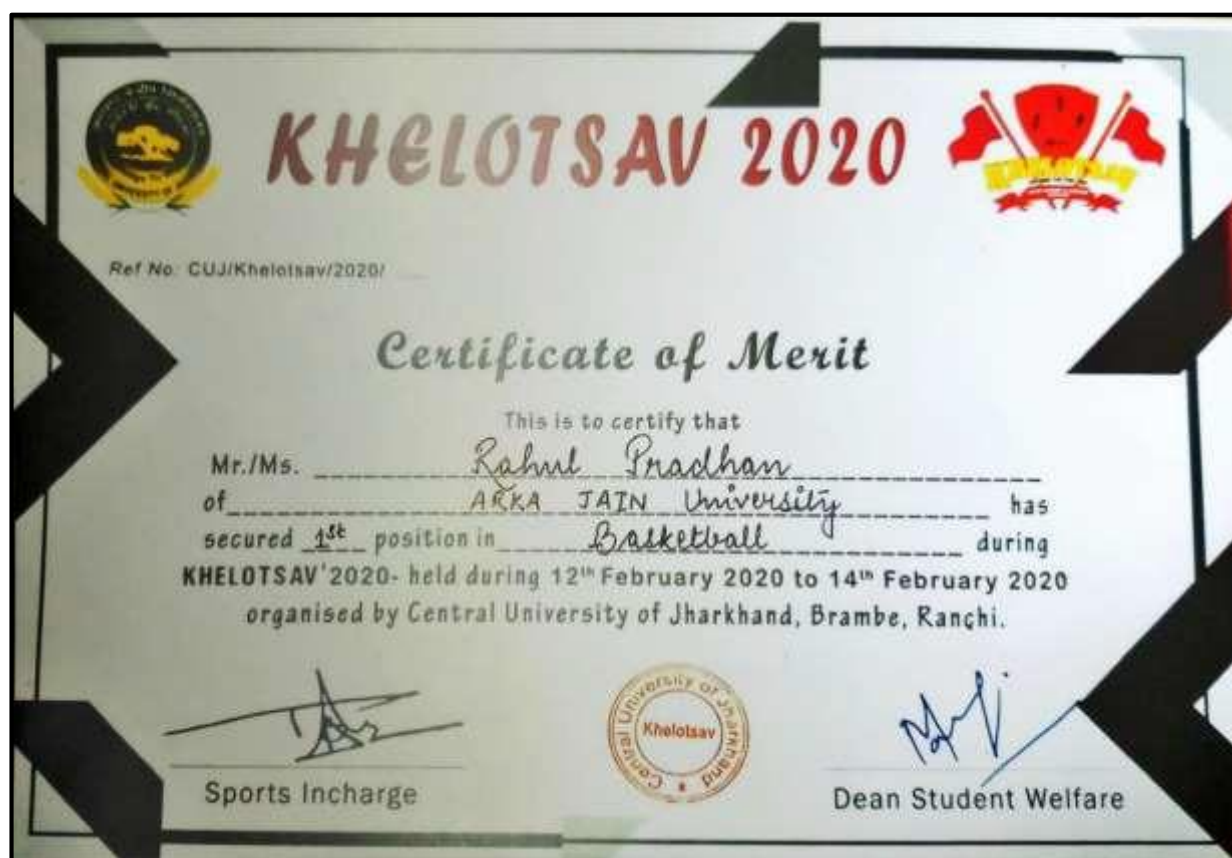 KHELOTSAV 2020
Ref No: CUJ/Khelotsav/2020/
Certificate of Merit
This is to certify that
Mr./Ms. Rahul Pradhan
of ARKA JAIN University has
secured 1st position in Basketball during
KHELOTSAV'2020- held during 12th February 2020 to 14th February 2020
organised by Central University of Jharkhand, Brambe, Ranchi.
Central University of Jharkhand
Khelotsav
Sports Incharge
Dean Student Welfare